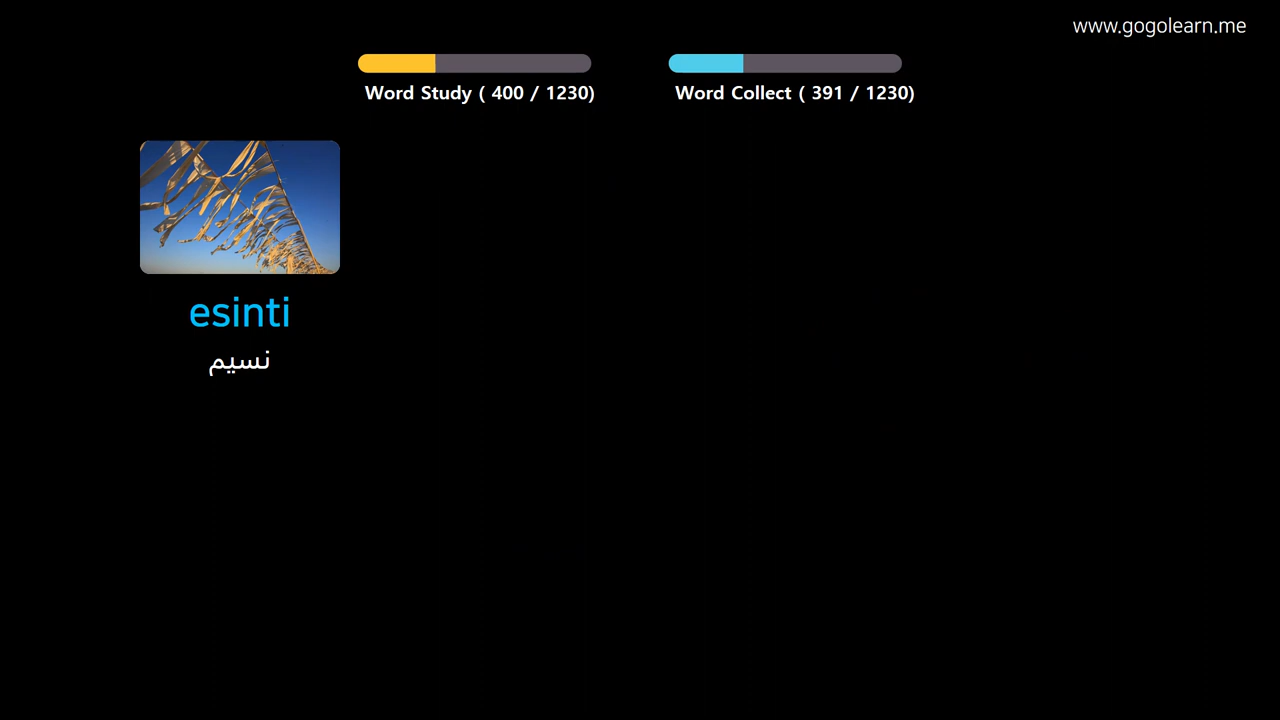 www.gogolearn.me
Word Study ( 400 / 1230)
Word Collect ( 391 / 1230)
esinti
نسيم